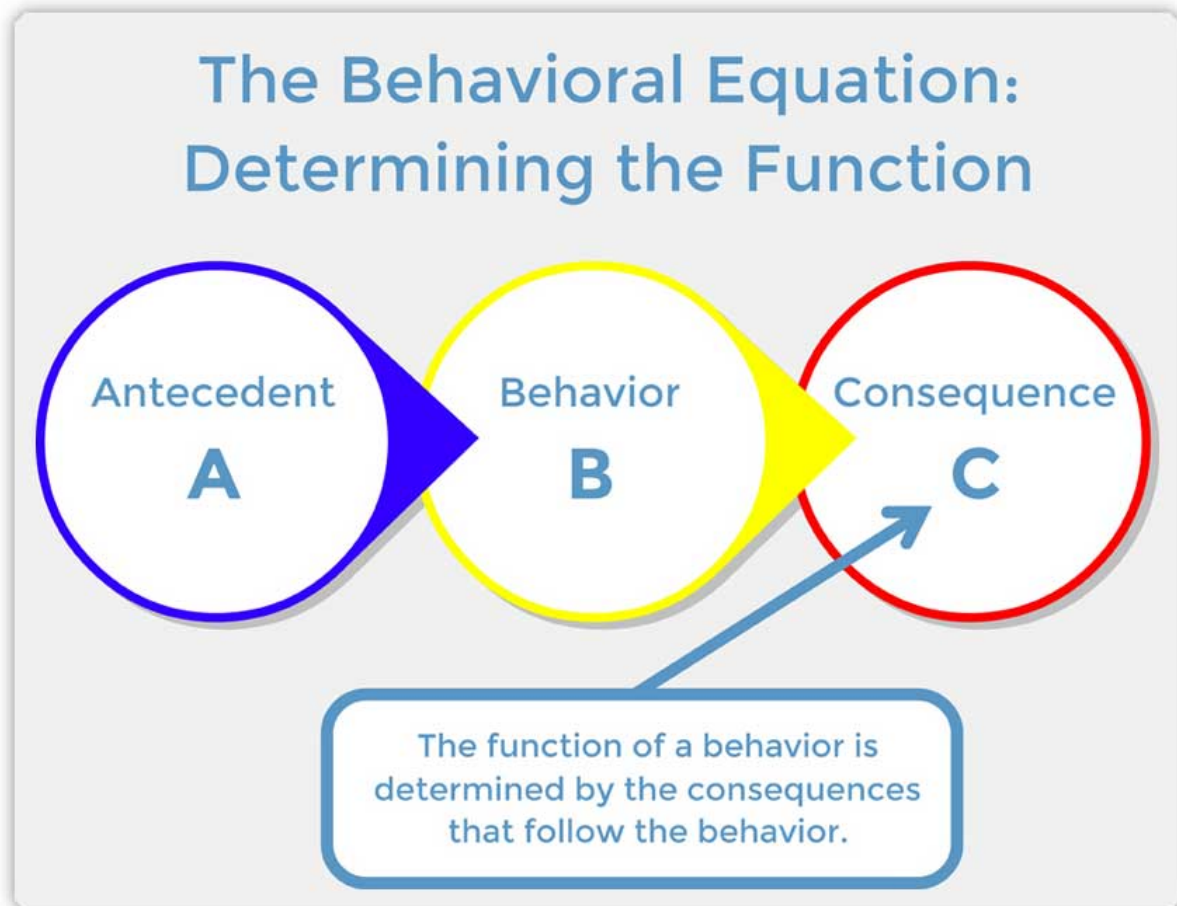 The Behavioral Equation:
Determining the Function
Antecedent
A
Behavior
B
Consequence
C
The function of a behavior is
determined by the consequences
that follow the behavior.